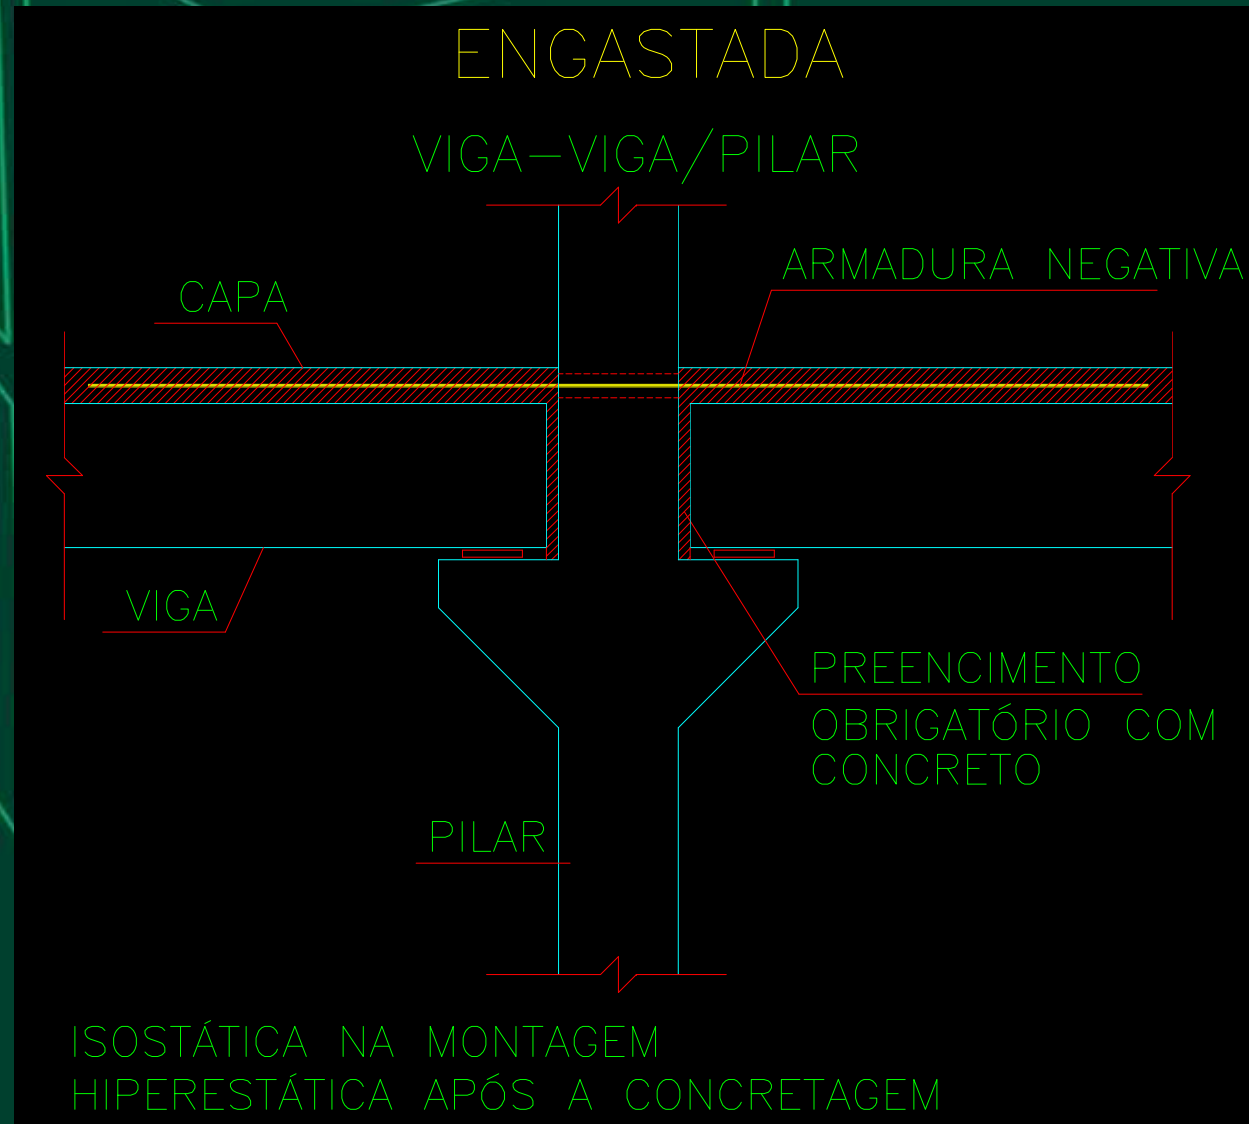 ENGASTADA
VIGA-VIGA/PILAR
ARMADURA NEGATIVA
CAPA
VIGA
PREENCIMENTO
OBRIGATÓRIO COM
CONCRETO
PILAR
ISOSTÁTICA NA MONTAGEM
HIPERESTÁTICA APÓS A CONCRETAGEM